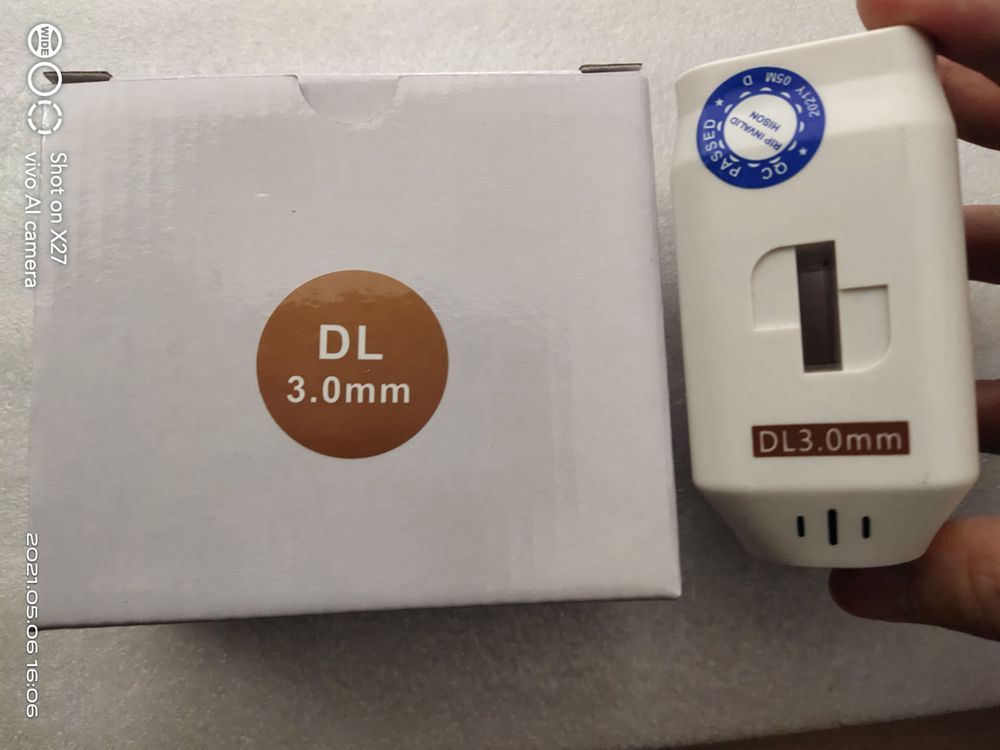 WIDE
Shot on X27
vivo AI camera
2021.05.06 16:06
DL
3.0mm
QC PASSED
D 05M 2021Y
RIP INVALID
HISON
DL3.0mm